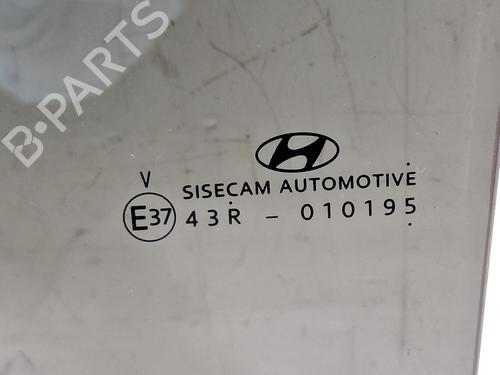 B-PARTS
V
SISECAM AUTOMOTIVE
E37 43R - 010195